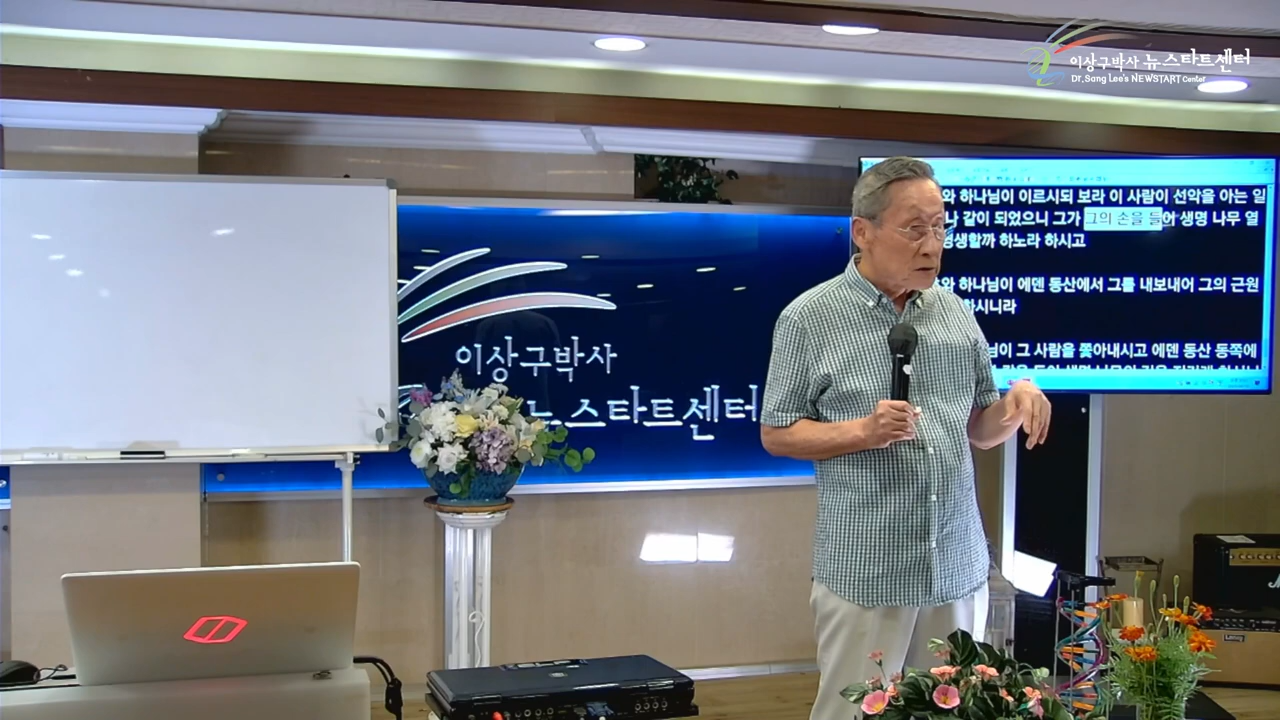 이상구박사 뉴스타트센터
Dr. Sang Lee's NEWSTART Center
와 하나님이 이르시되 보라 이 사람이 선악을 아는 일
나 같이 되었으니 그가 그의 손을 들어 생명 나무 열
영생할까 하노라 하시고
와 하나님이 에덴 동산에서 그를 내보내어 그의 근원
하시니라
님이 그 사람을 쫓아내시고 에덴 동산 동쪽에
이상구박사
뉴스타트센터
Laney